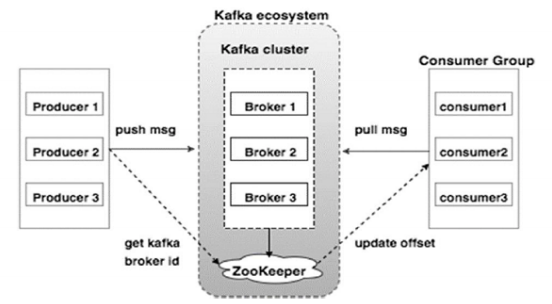 Kafka ecosystem
Kafka cluster
Consumer Group
Producer 1
Broker 1
consumer1
push msg
pull msg
Producer 2
Broker 2
consumer2
Producer 3
Broker 3
consumer3
get kafka
broker id
update offset
ZooKeeper